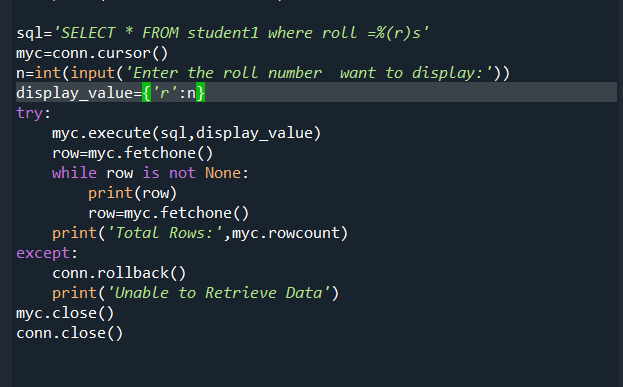 sql='SELECT * FROM student1 where roll =%(r)s'
myc=conn.cursor()
n=int(input('Enter the roll number  want to display:'))
display_value={'r':n}
try:
    myc.execute(sql,display_value)
    row=myc.fetchone()
    while row is not None:
        print(row)
        row=myc.fetchone()
    print('Total Rows:',myc.rowcount)
except:
    conn.rollback()
    print('Unable to Retrieve Data')
myc.close()
conn.close()